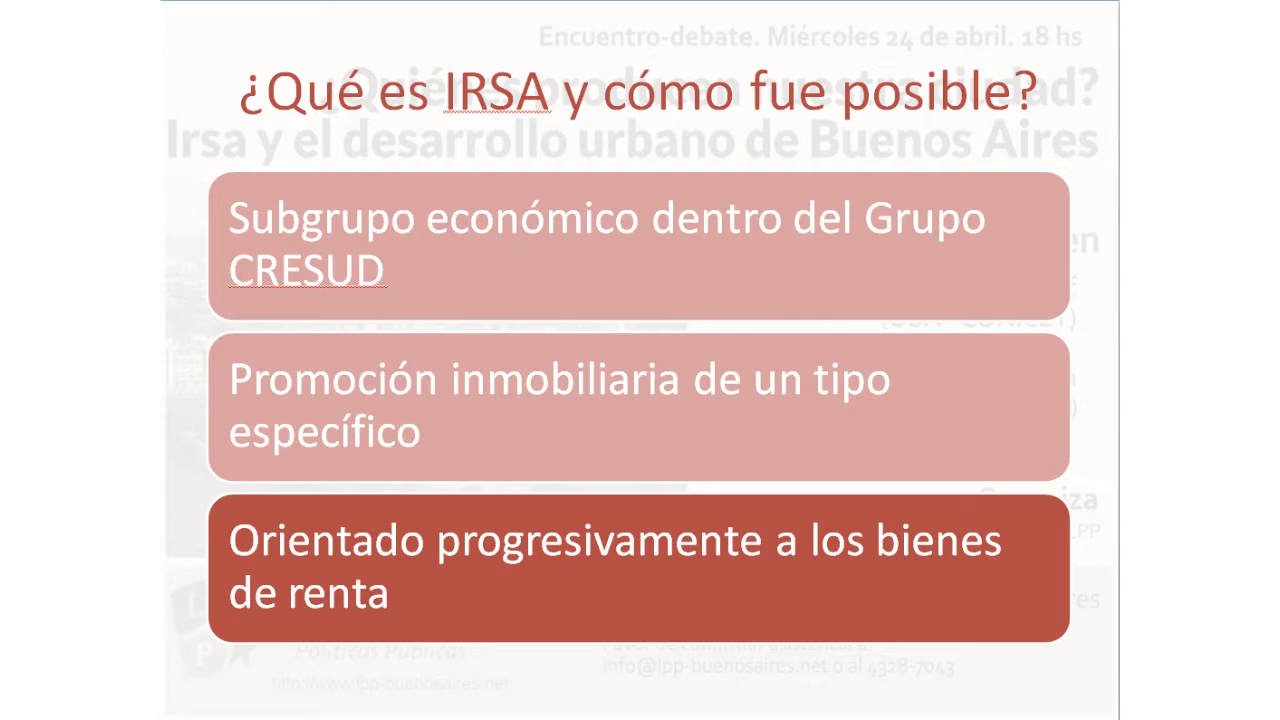 Encuentro-debate. Miércoles 24 de abril. 18 hs
¿Qué es IRSA y cómo fue posible?
Irsa y el desarrollo urbano de Buenos Aires
Subgrupo económico dentro del Grupo
CRESUD
Promoción inmobiliaria de un tipo
específico
Orientado progresivamente a los bienes
de renta
Políticas Públicas
info@lpp-buenosaires.net o al 4328-7043
http://www.lpp-buenosaires.net